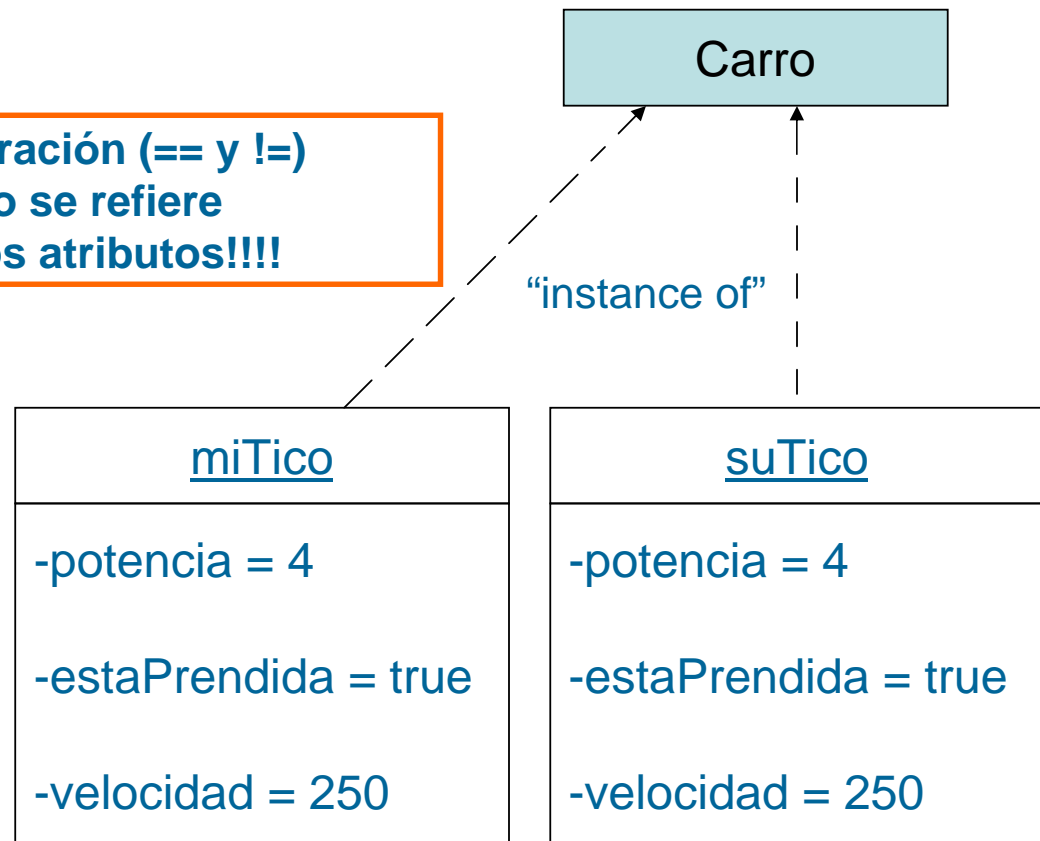 Carro
ración (== y !=)
o se refiere
os atributos!!!!
“instance of”
miTico
-potencia = 4
-estaPrendida = true
-velocidad = 250
suTico
-potencia = 4
-estaPrendida = true
-velocidad = 250